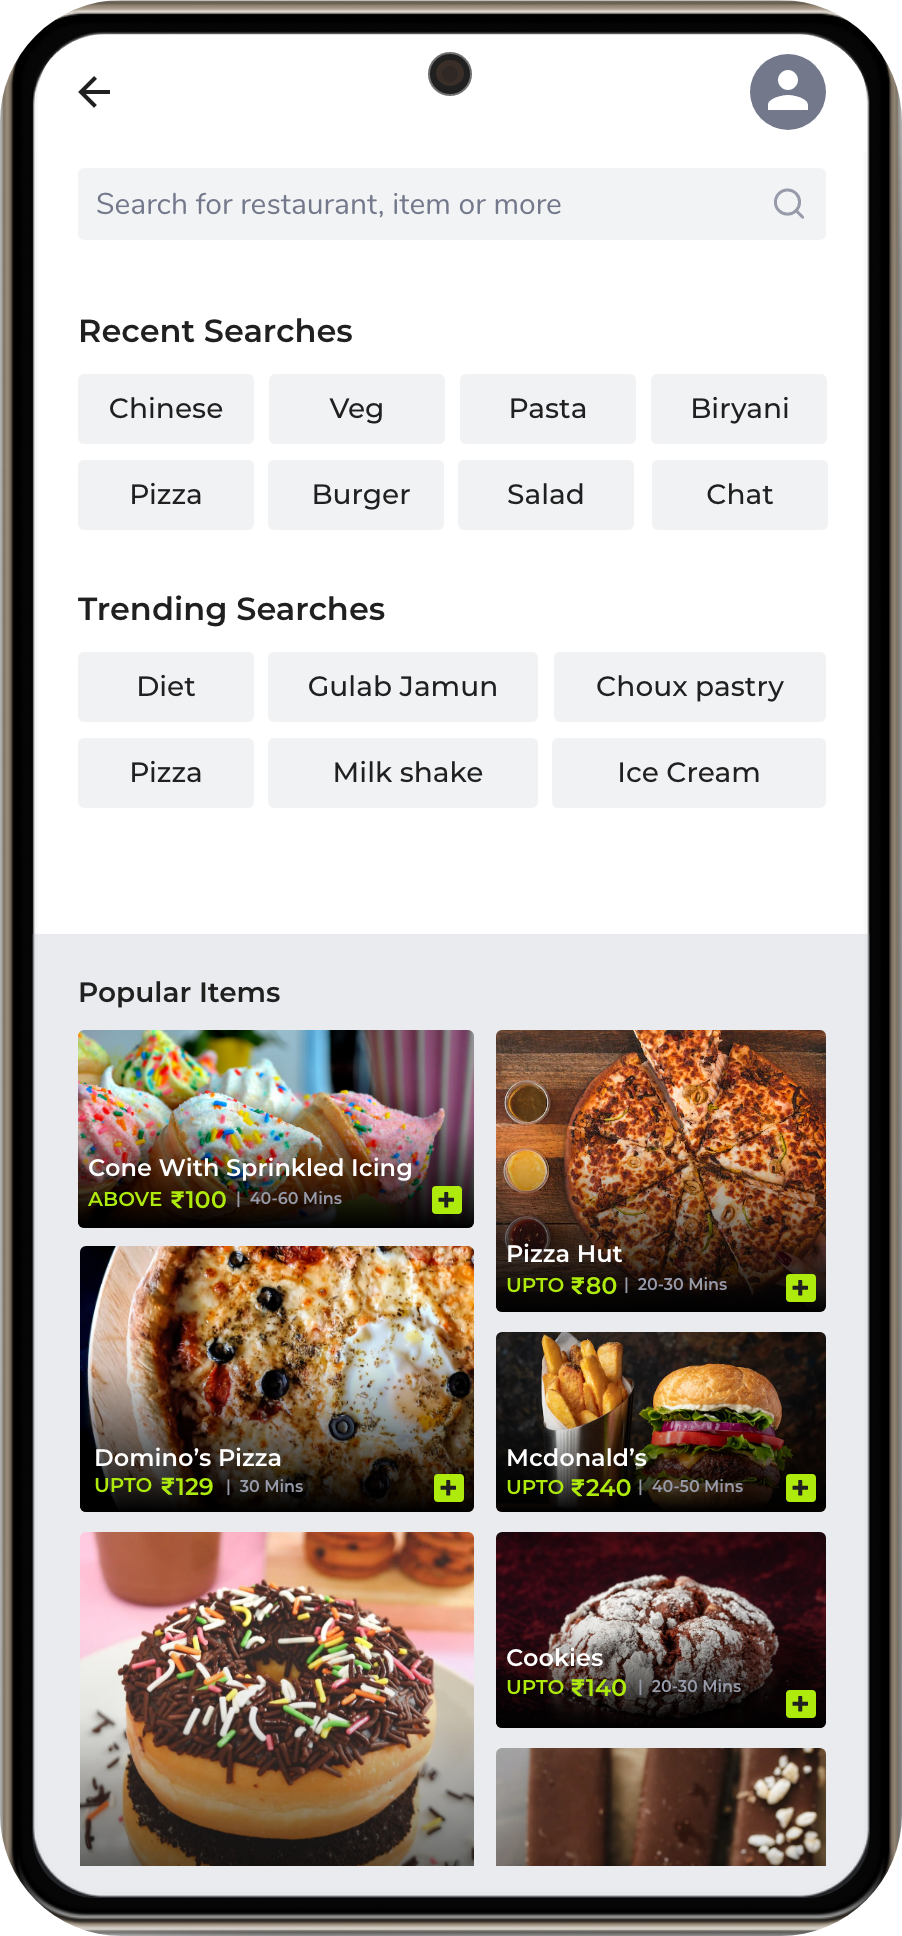 Search for restaurant, item or more
Recent Searches
Chinese Veg Pasta Biryani
Pizza Burger Salad Chat
Trending Searches
Diet Gulab Jamun Choux pastry
Pizza Milk shake Ice Cream
Popular Items
Cone With Sprinkled Icing
ABOVE ₹100 | 40-60 Mins
Pizza Hut
UPTO ₹80 | 20-30 Mins
Domino’s Pizza
UPTO ₹129 | 30 Mins
Mcdonald’s
UPTO ₹240 | 40-50 Mins
Cookies
UPTO ₹140 | 20-30 Mins